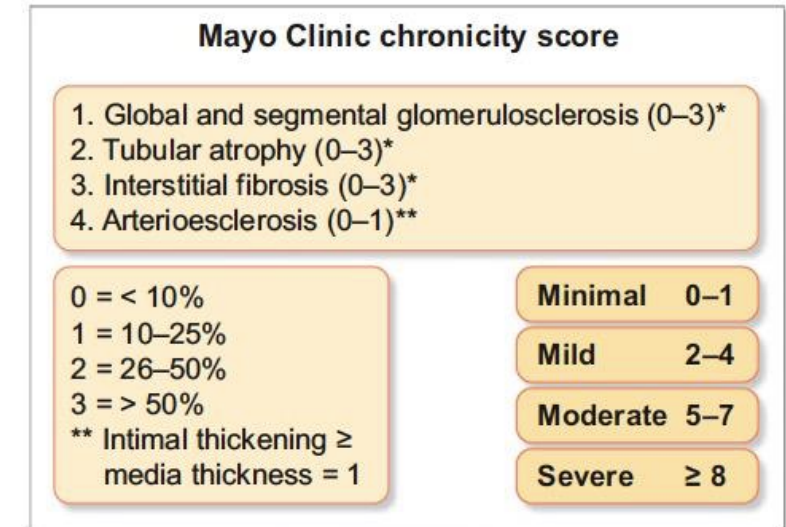 Mayo Clinic chronicity score
1. Global and segmental glomerulosclerosis (0–3)*
2. Tubular atrophy (0–3)*
3. Interstitial fibrosis (0–3)*
4. Arterioesclerosis (0–1)**
0 = < 10%
1 = 10–25%
2 = 26–50%
3 = > 50%
** Intimal thickening ≥
media thickness = 1
Minimal 0–1
Mild 2–4
Moderate 5–7
Severe ≥ 8